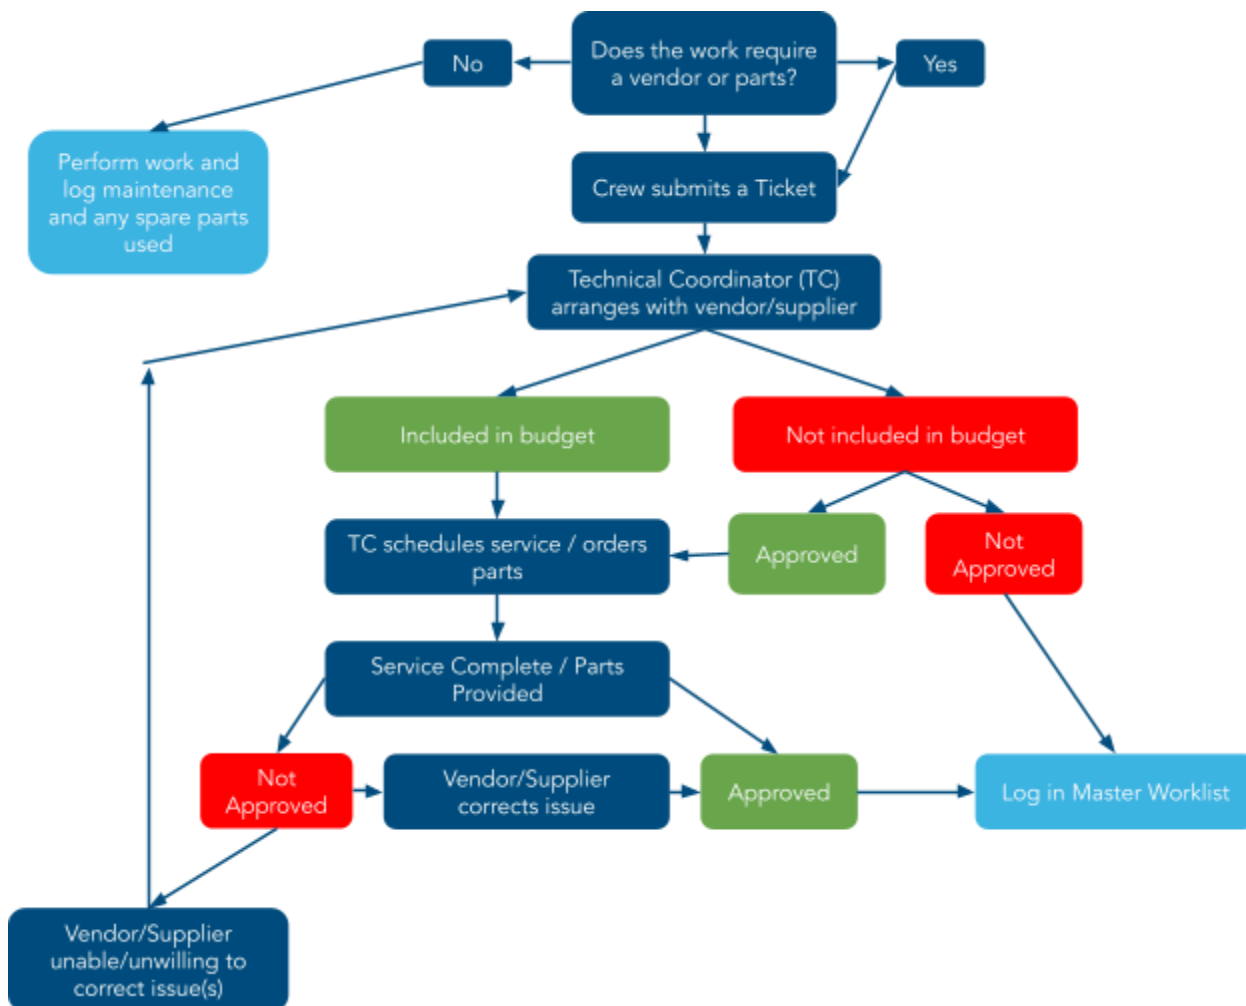 Does the work require
a vendor or parts?
No
Yes
Perform work and
log maintenance
and any spare parts
used
Crew submits a Ticket
Technical Coordinator (TC)
arranges with vendor/supplier
Included in budget
Not included in budget
TC schedules service / orders
parts
Approved
Not
Approved
Service Complete / Parts
Provided
Not
Approved
Vendor/Supplier
corrects issue
Approved
Log in Master Worklist
Vendor/Supplier
unable/unwilling to
correct issue(s)